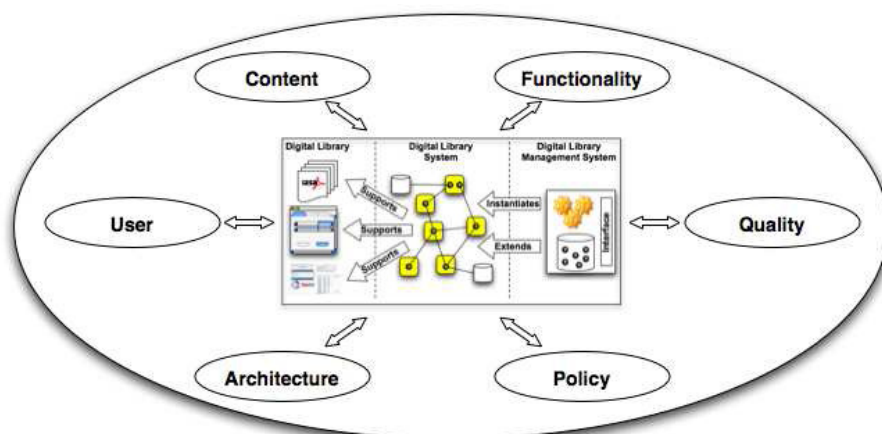 Content
Functionality
Digital Library
Digital Library
System
Digital Library
Management System
Supports
Instantiates
User
Supports
Quality
Extends
Interface
Supports
Architecture
Policy